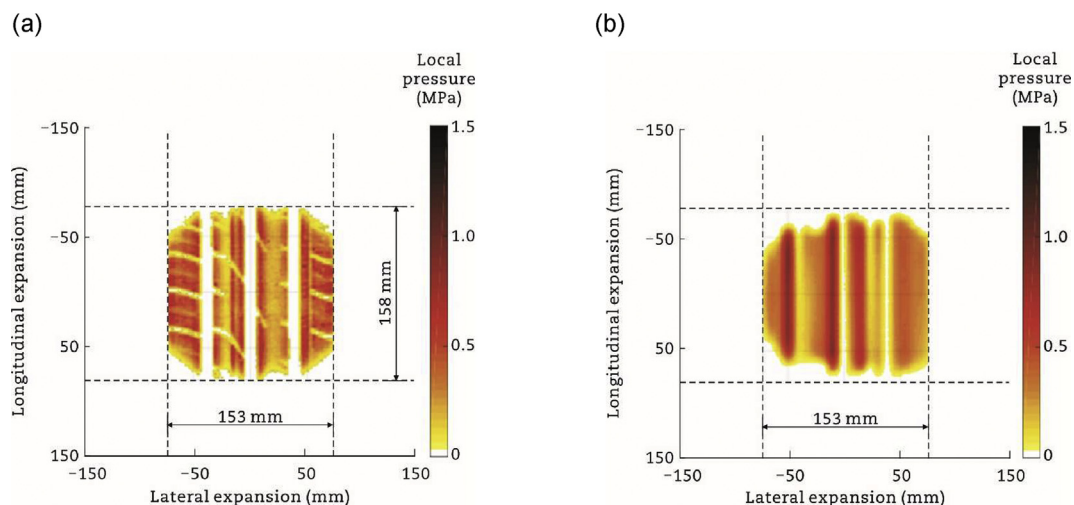 (a)
Local
pressure
(MPa)
−150
1.5
−50
1.0
Longitudinal expansion (mm)
158 mm
0.5
50
153 mm
150
0
−150
−50
50
150
Lateral expansion (mm)
(b)
Local
pressure
(MPa)
−150
1.5
−50
1.0
Longitudinal expansion (mm)
0.5
50
153 mm
150
0
−150
−50
50
150
Lateral expansion (mm)